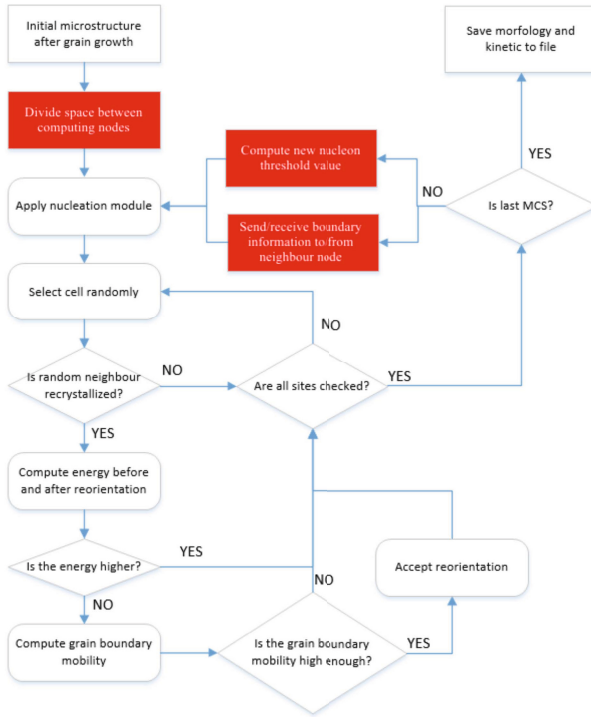 Initial microstructure
after grain growth
Save morfology and
kinetic to file
Divide space between
computing nodes
Compute new nucleon
threshold value
YES
NO
Is last MCS?
Apply nucleation module
Send/receive boundary
information to from
neighbour node
Select cell randomly
NO
Is random neighbour
recrystallized?
NO
Are all sites checked?
YES
YES
Compute energy before
and after reorientation
Is the energy higher?
YES
Accept reorientation
NO
NO
Compute grain boundary
mobility
Is the grain boundary
mobility high enough?
YES